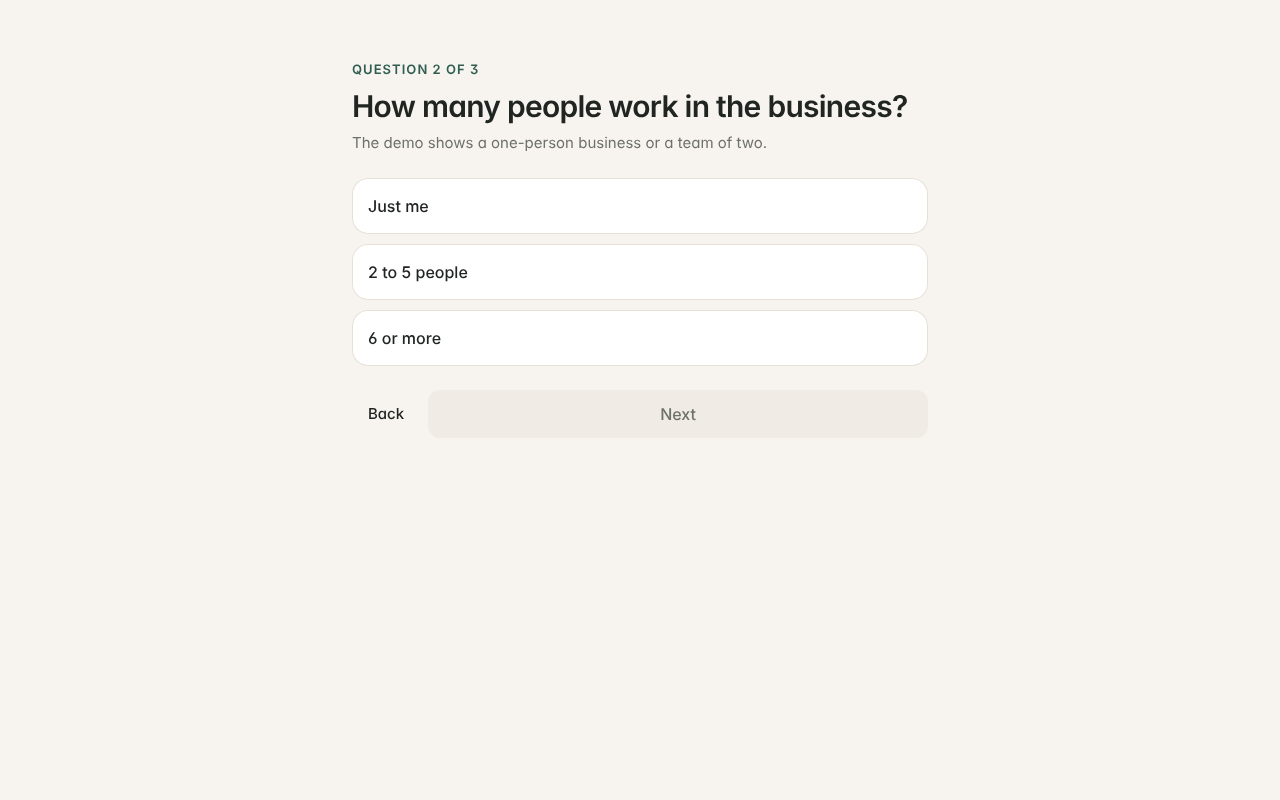 QUESTION 2 OF 3
How many people work in the business?
The demo shows a one-person business or a team of two.
Just me
2 to 5 people
6 or more
Back
Next